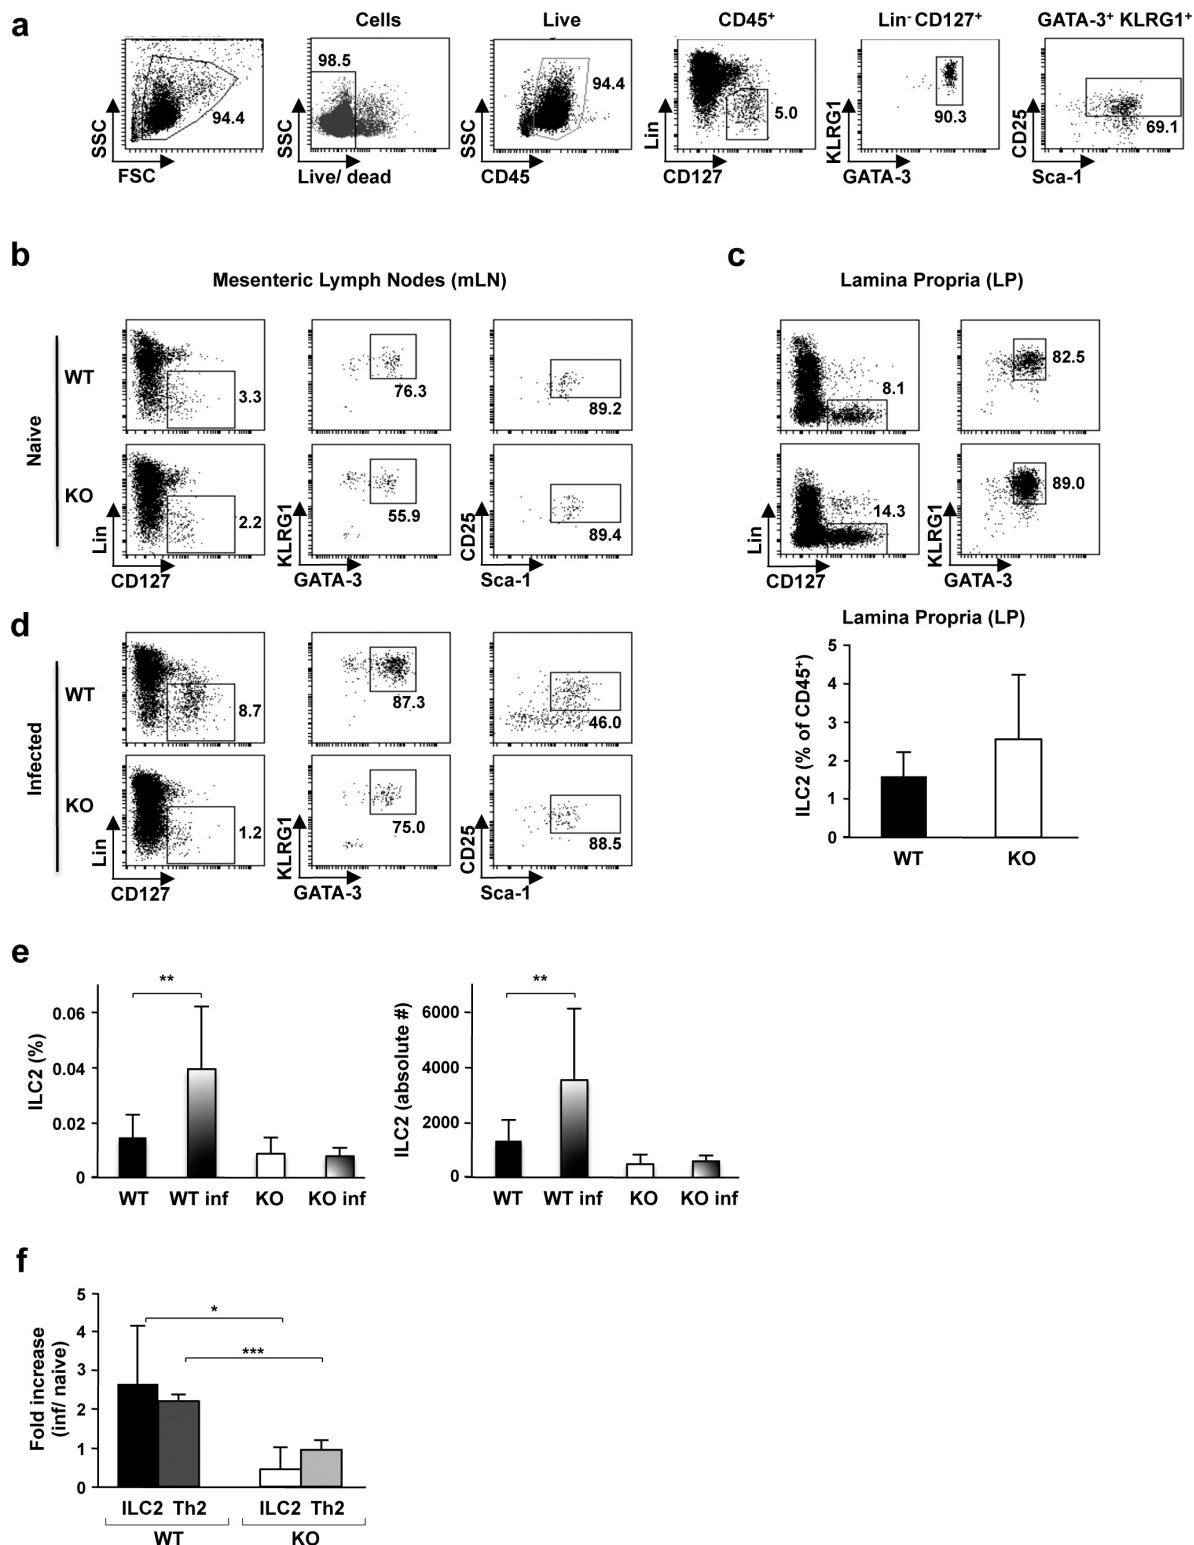 a
Cells
Live
CD45⁺
Lin⁻ CD127⁺
GATA-3⁺ KLRG1⁺
SSC
94.4
FSC
SSC
98.5
Live/ dead
SSC
94.4
CD45
Lin
5.0
CD127
KLRG1
90.3
GATA-3
CD25
69.1
Sca-1
b
Mesenteric Lymph Nodes (mLN)
Naive
WT
3.3
76.3
89.2
KO
Lin
2.2
CD127
KLRG1
55.9
GATA-3
CD25
89.4
Sca-1
c
Lamina Propria (LP)
8.1
82.5
Lin
14.3
CD127
KLRG1
89.0
GATA-3
Lamina Propria (LP)
ILC2 (% of CD45⁺)
5
4
3
2
1
0
WT
KO
d
Infected
WT
8.7
87.3
46.0
KO
Lin
1.2
CD127
KLRG1
75.0
GATA-3
CD25
88.5
Sca-1
e
ILC2 (%)
0.06
0.04
0.02
0
**
WT
WT inf
KO
KO inf
ILC2 (absolute #)
6000
4000
2000
0
**
WT
WT inf
KO
KO inf
f
Fold increase
(inf/ naive)
5
4
3
2
1
0
*
***
ILC2 Th2
ILC2 Th2
WT
KO